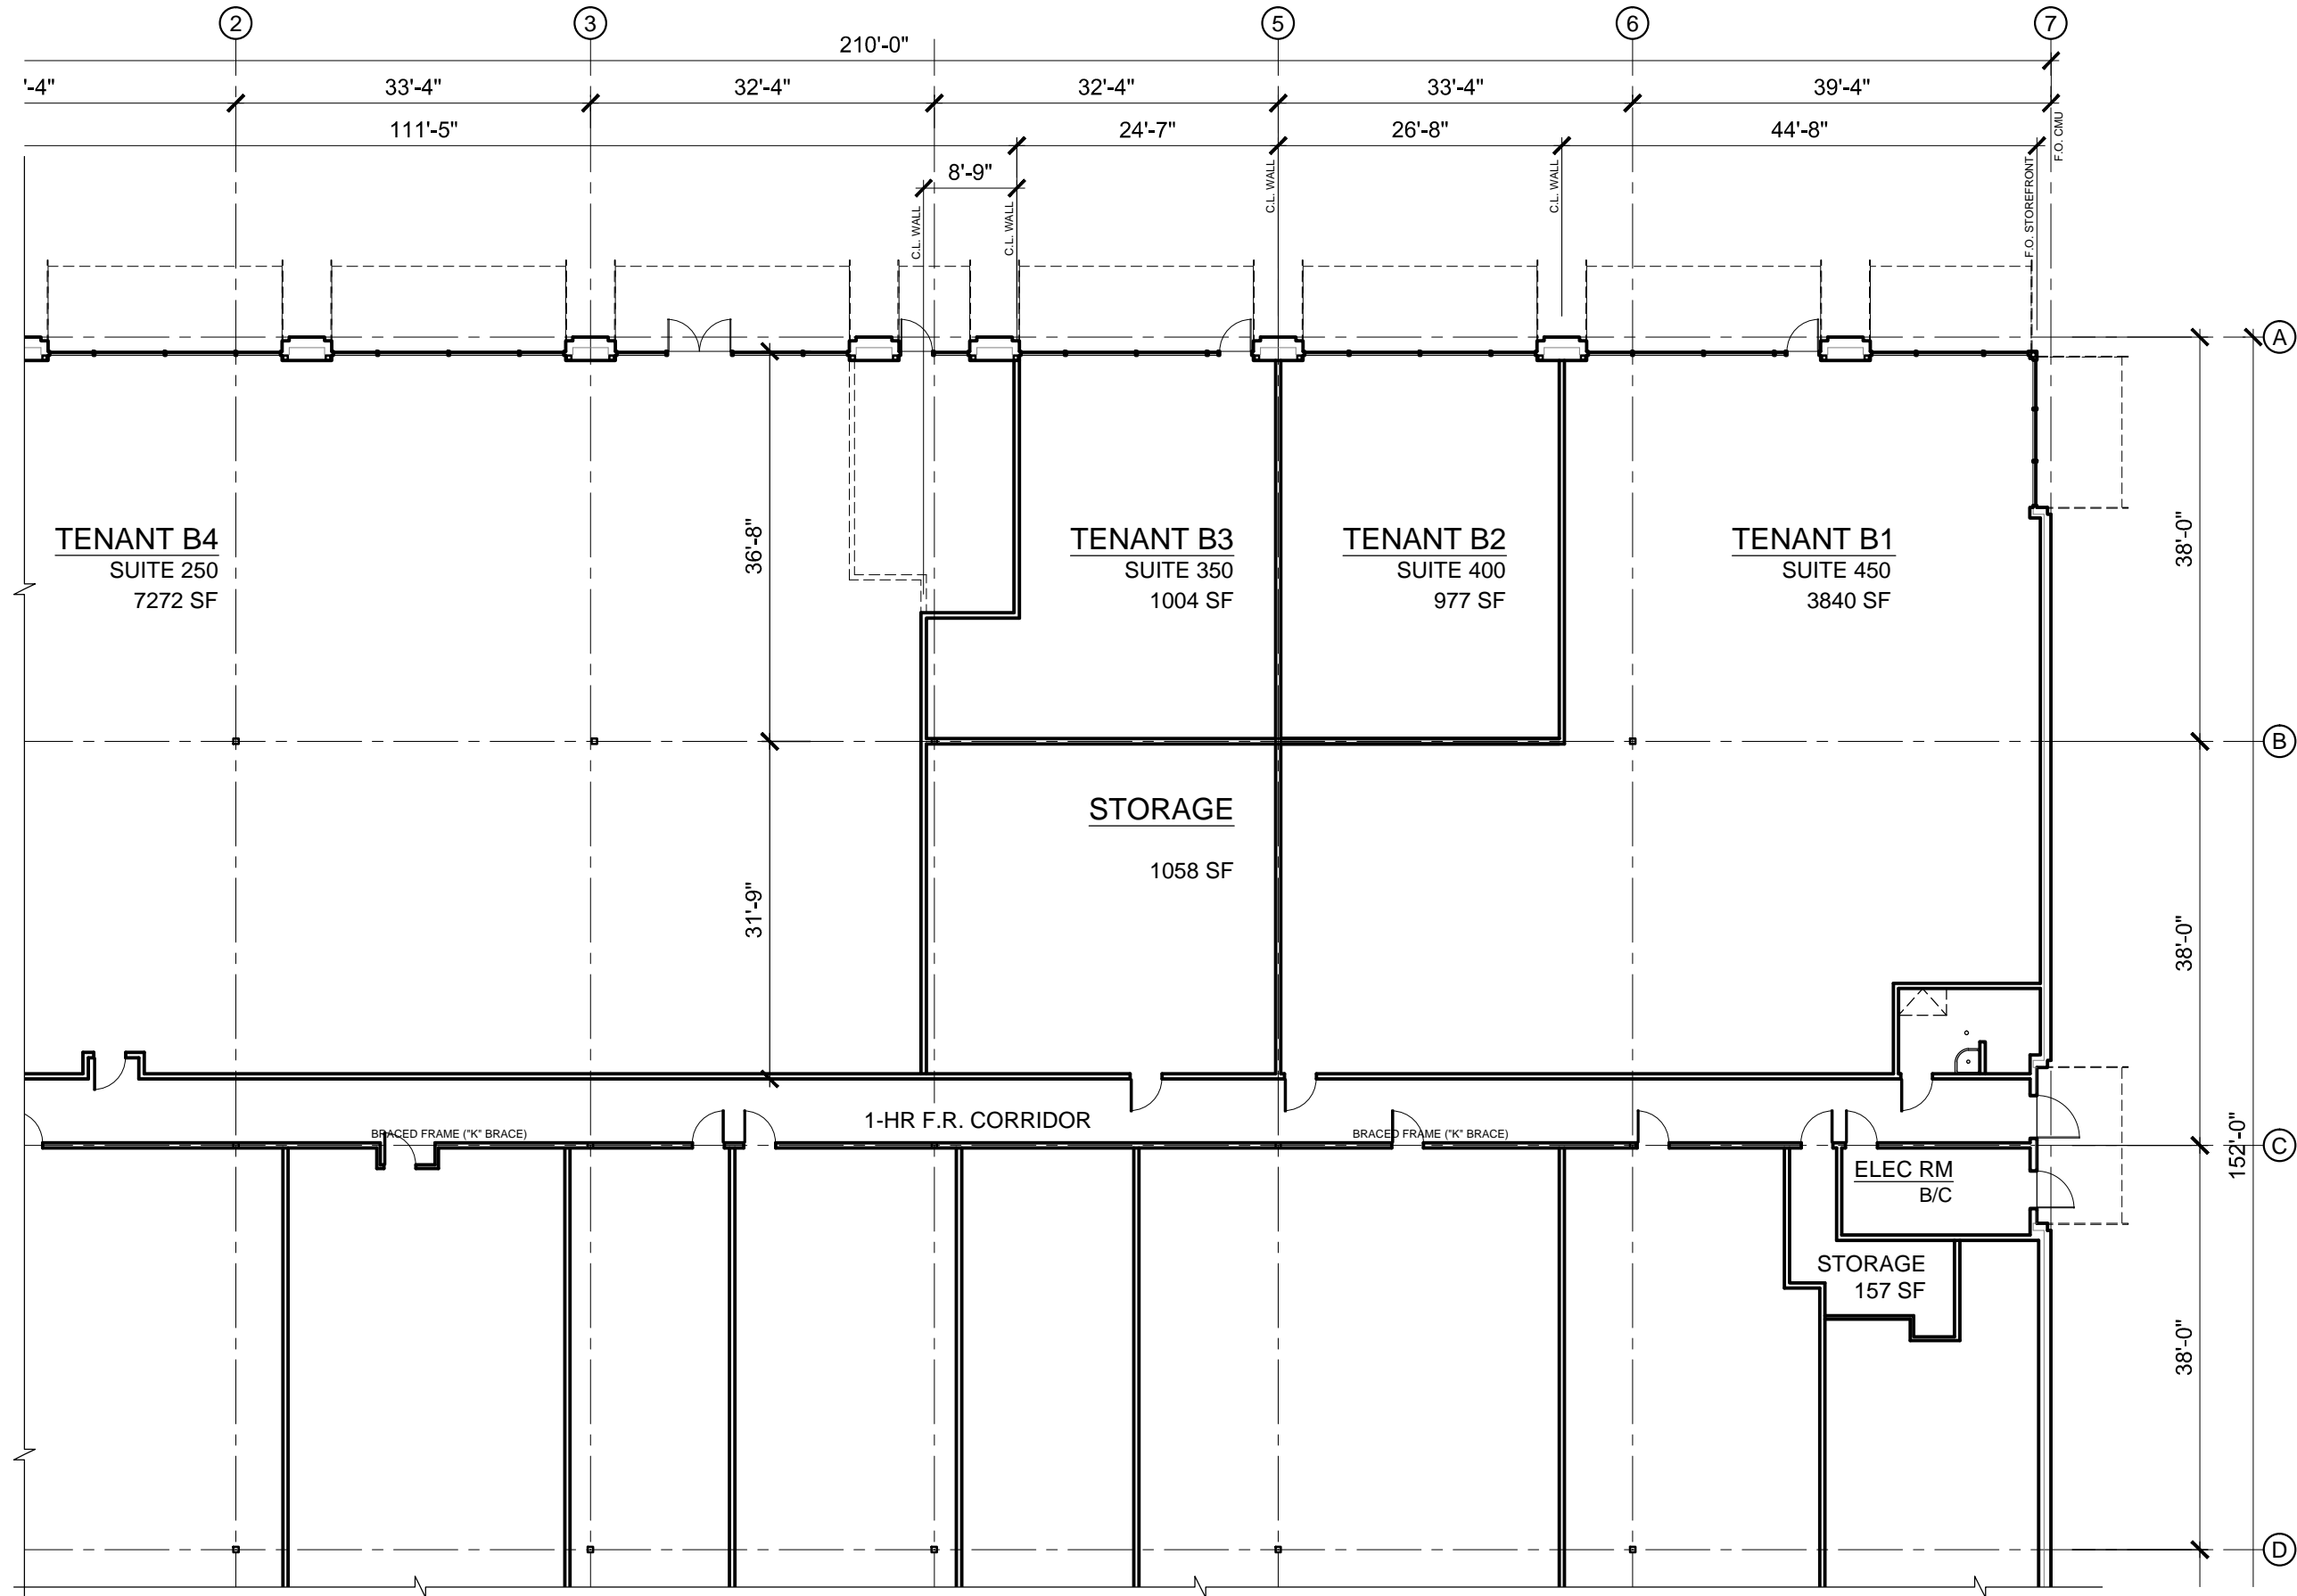 2
3
5
6
7
210'-0"
'-4"
33'-4"
32'-4"
32'-4"
33'-4"
39'-4"
111'-5"
24'-7"
26'-8"
44'-8"
8'-9"
C.L. WALL
C.L. WALL
C.L. WALL
C.L. WALL
F.O. STOREFRONT
F.O. CMU
A
TENANT B4
SUITE 250
7272 SF
36'-8"
TENANT B3
SUITE 350
1004 SF
TENANT B2
SUITE 400
977 SF
TENANT B1
SUITE 450
3840 SF
38'-0"
B
STORAGE
1058 SF
31'-9"
38'-0"
1-HR F.R. CORRIDOR
BRACED FRAME ("K" BRACE)
BRACED FRAME ("K" BRACE)
152'-0"
C
ELEC RM
B/C
STORAGE
157 SF
38'-0"
D